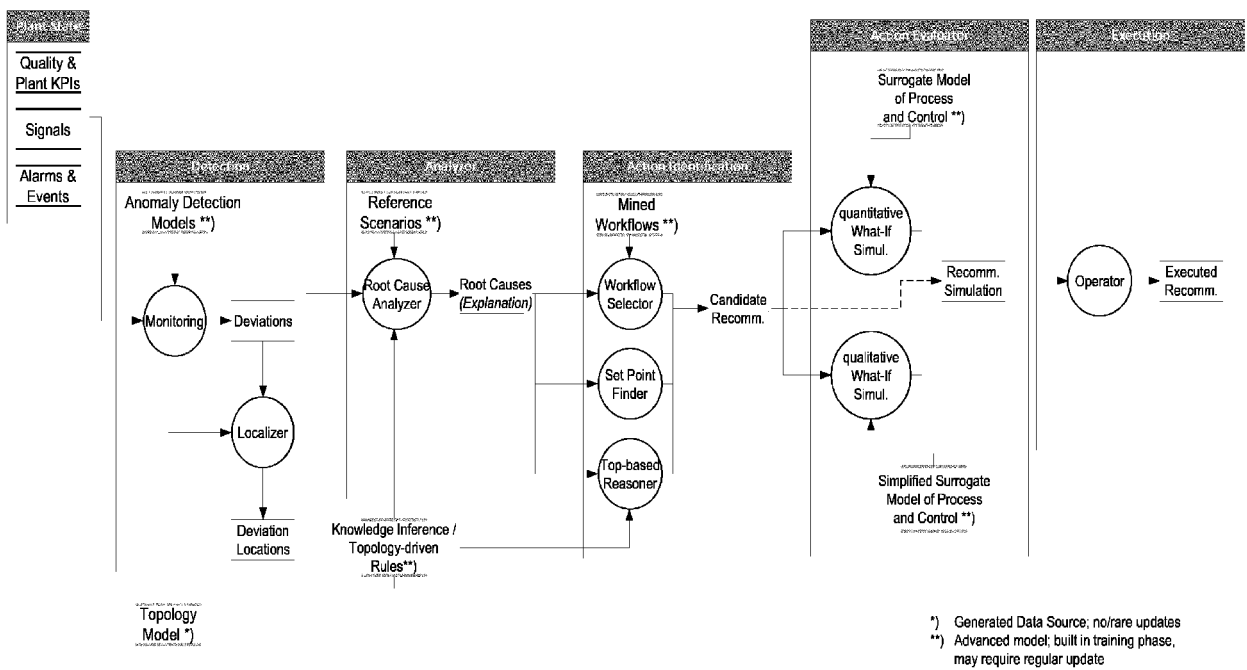 Plant State
Quality &
Plant KPIs
Signals
Alarms &
Events
Detection
Anomaly Detection
Models **)
Monitoring
Deviations
Localizer
Deviation
Locations
Topology
Model *)
Analyzer
Reference
Scenarios **)
Root Cause
Analyzer
Root Causes
(Explanation)
Knowledge Inference /
Topology-driven
Rules**)
Action Identification
Mined
Workflows **)
Workflow
Selector
Set Point
Finder
Top-based
Reasoner
Candidate
Recomm.
Action Evaluator
Surrogate Model
of Process
and Control **)
quantitative
What-If
Simul.
Recomm.
Simulation
qualitative
What-If
Simul.
Simplified Surrogate
Model of Process
and Control **)
Execution
Operator
Executed
Recomm.
*) Generated Data Source; no/rare updates
**) Advanced model; built in training phase,
may require regular update